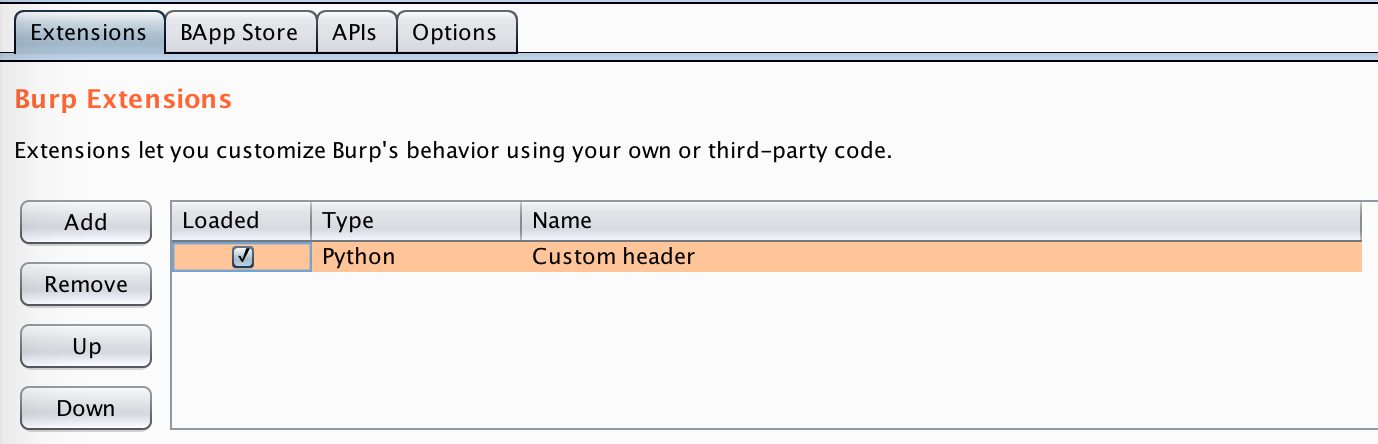 Extensions BApp Store APIs Options
Burp Extensions
Extensions let you customize Burp's behavior using your own or third-party code.
Add
Remove
Up
Down
Loaded Type Name
Python Custom header